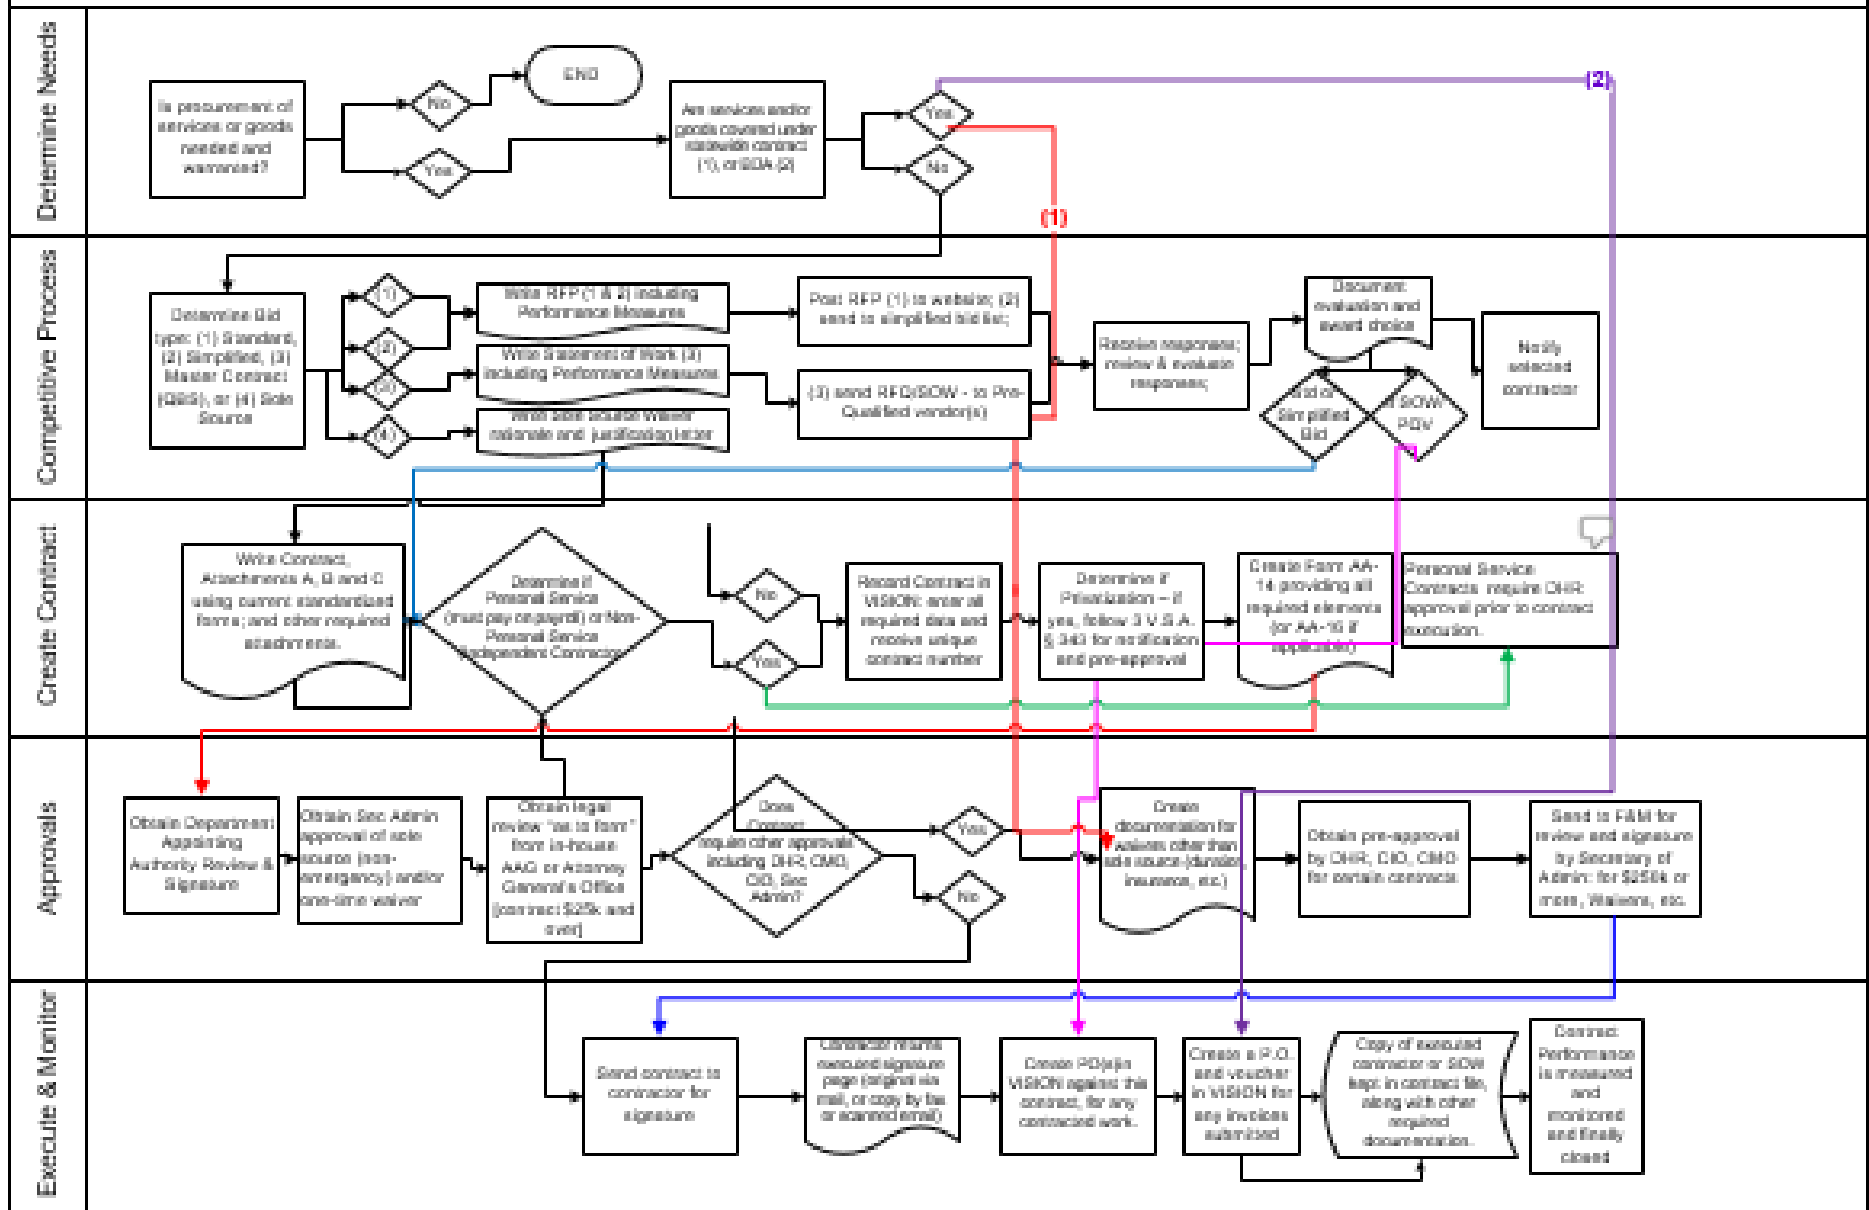 Determine Needs
Is procurement of
services or goods
needed and
warranted?
No
Yes
END
Are services and/or
goods covered under
statewide contract
(1), or BOA (2)
Yes
No
(1)
(2)
Competitive Process
Determine Bid
type: (1) Standard,
(2) Simplified, (3)
Master Contract
(QBS), or (4) Sole
Source
(1)
(2)
(3)
(4)
Write RFP (1 & 2) including
Performance Measures
Write Statement of Work (3)
including Performance Measures
Write Sole Source Waiver
rationale and justification letter
Post RFP (1) to website; (2)
send to simplified bid list;
(3) send RFQ/SOW - to Pre-
Qualified vendor(s)
Receive responses;
review & evaluate
responses;
Document
evaluation and
award choice
Simplified
Bid
SOW/
Notify
selected
contractor
Create Contract
Write Contract,
Attachments A, B and C
using current standardized
forms; and other required
attachments.
Determine if
Personal Service
(must pay on payroll) or Non-
Personal Service
(Independent Contractor
No
Yes
Record Contract in
VISION: enter all
required data and
receive unique
contract number
Determine if
Privatization – if
yes, follow 3 V.S.A.
§ 343 for notification
and pre-approval
Create Form AA-
14 providing all
required elements
(or AA-16 if
applicable)
Personal Service
Contracts require DHR
approval prior to contract
execution.
Approvals
Obtain Department
Appointing
Authority Review &
Signature
Obtain Sec Admin
approval of sole
source (non-
emergency) and/or
one-time waiver
Obtain legal
review "as to form"
from in-house
AAG or Attorney
General's Office
(contract $25k and
over)
Does
Contract
require other approvals
including DHR, CMO,
CIO, Sec
Admin?
Yes
No
Create
documentation for
waivers other than
sole source (duration,
insurance, etc.)
Obtain pre-approval
by DHR, CIO, CMO
for certain contracts
Send to F&M for
review and signature
by Secretary of
Admin: for $250k or
more, Waivers, etc.
Execute & Monitor
Send contract to
contractor for
signature
Contractor returns
executed signature
page (original via
mail, or copy by fax
or scanned email)
Create PO(s) in
VISION against this
contract, for any
contracted work.
Create a P.O.
and voucher
in VISION for
any invoices
submitted
Copy of executed
contractor or SOW
kept in contract file,
along with other
required
documentation.
Contract
Performance
is measured
and
monitored
and finally
closed